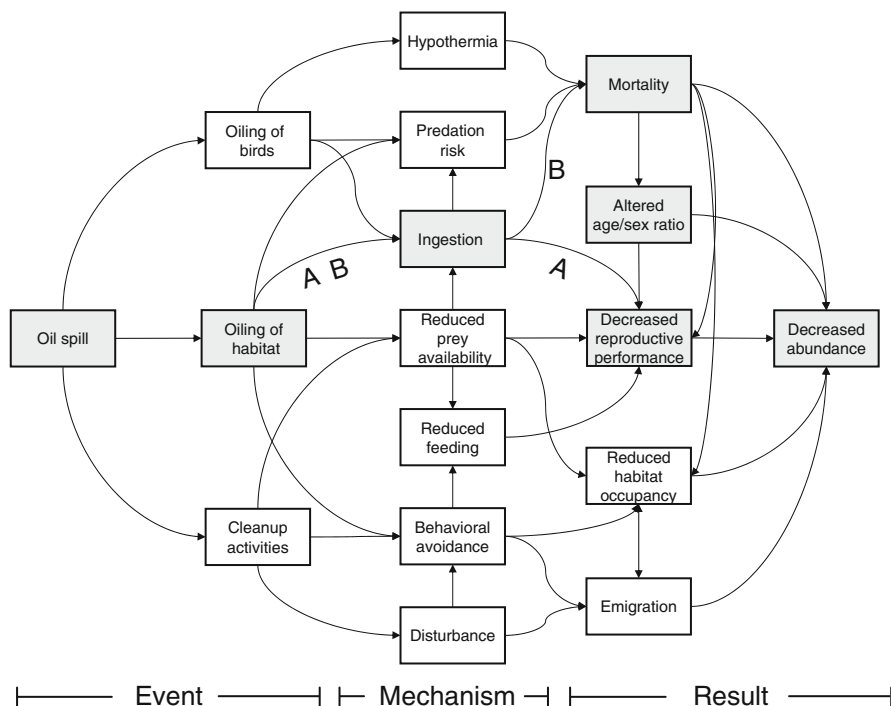 Hypothermia
Mortality
Oiling of
birds
Predation
risk
B
Altered
age/sex ratio
Ingestion
A B
A
Oil spill
Oiling of
habitat
Reduced
prey
availability
Decreased
reproductive
performance
Decreased
abundance
Reduced
feeding
Reduced
habitat
occupancy
Cleanup
activities
Behavioral
avoidance
Emigration
Disturbance
Event
Mechanism
Result